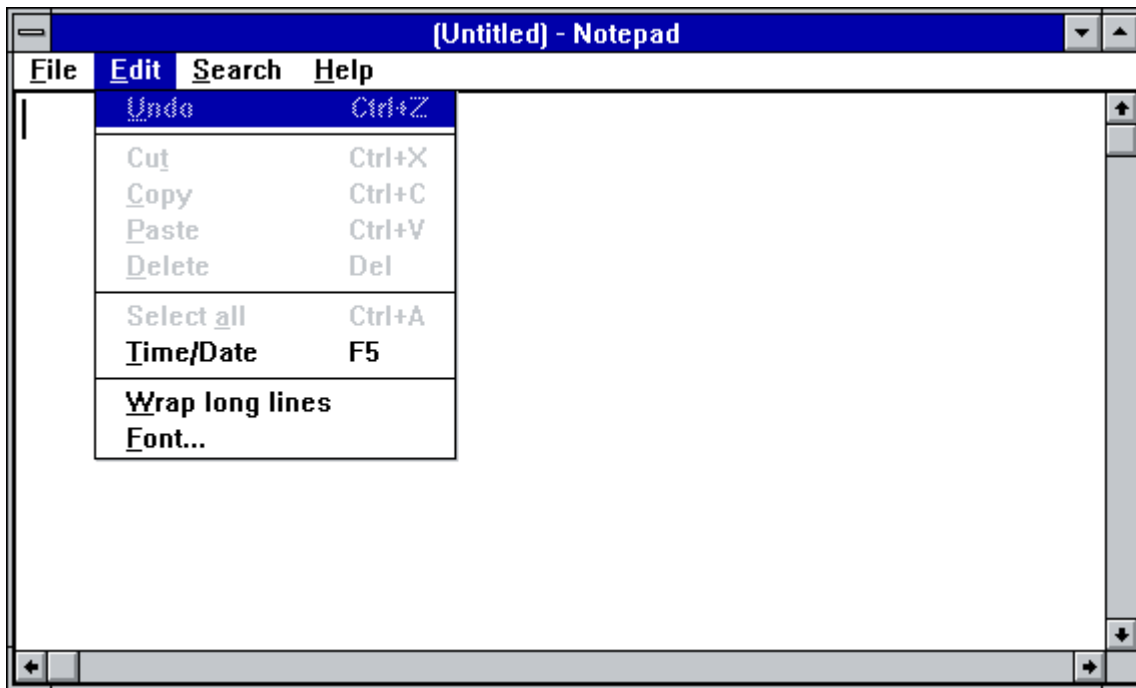 (Untitled) - Notepad
File Edit Search Help
Undo Ctrl+Z
Cut Ctrl+X
Copy Ctrl+C
Paste Ctrl+V
Delete Del
Select all Ctrl+A
Time/Date F5
Wrap long lines
Font...